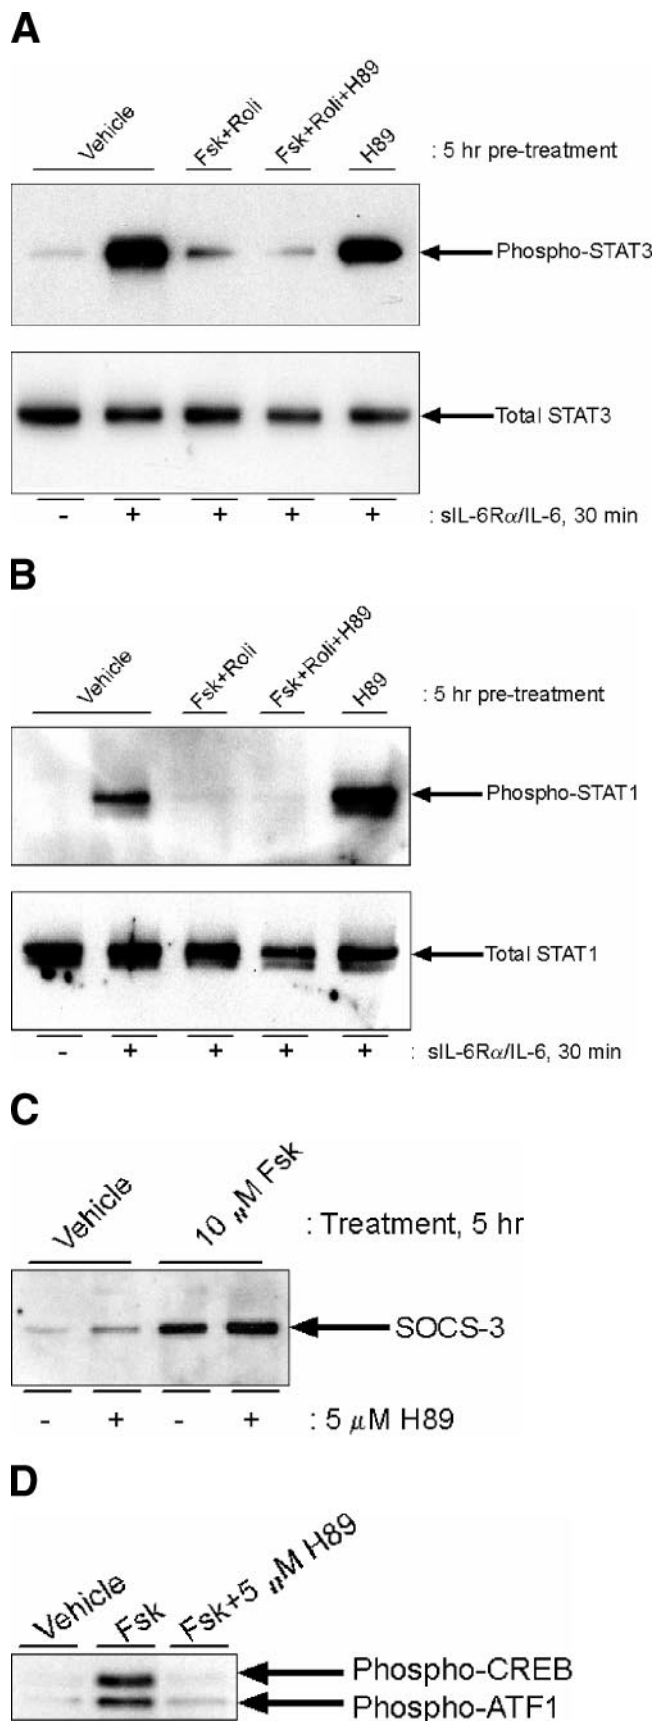 A
Vehicle Fsk+Roli Fsk+Roli+H89 H89 : 5 hr pre-treatment
Phospho-STAT3
Total STAT3
- + + + + : sIL-6Rα/IL-6, 30 min
B
Vehicle Fsk+Roli Fsk+Roli+H89 H89 : 5 hr pre-treatment
Phospho-STAT1
Total STAT1
- + + + + : sIL-6Rα/IL-6, 30 min
C
Vehicle 10 μM Fsk : Treatment, 5 hr
SOCS-3
- + - + : 5 μM H89
D
Vehicle Fsk Fsk+5 μM H89
Phospho-CREB
Phospho-ATF1